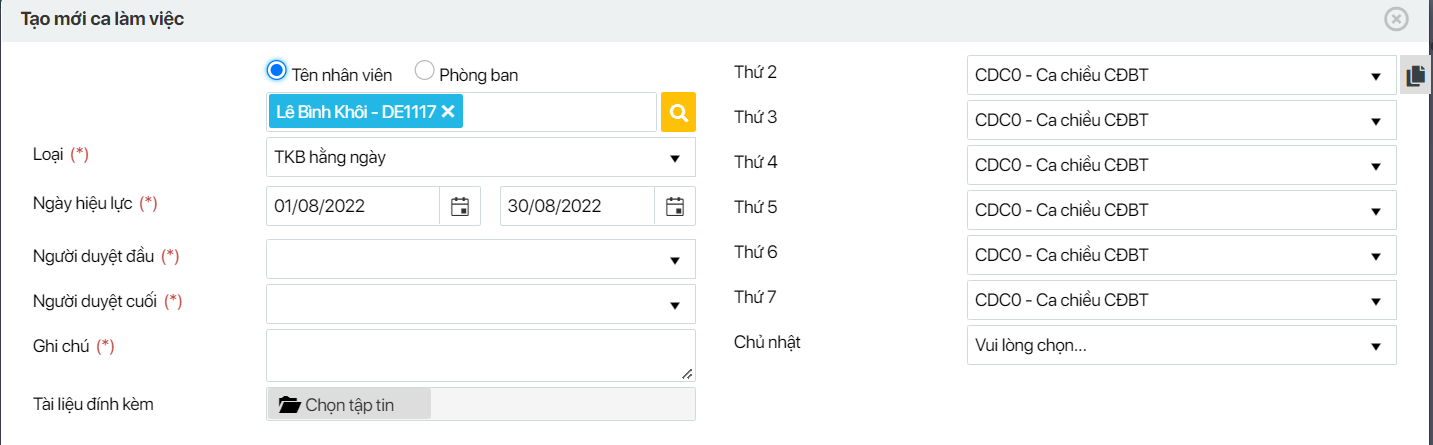 Tạo mới ca làm việc
Tên nhân viên Phòng ban
Lê Bình Khôi - DE1117
Loại (*)
TKB hằng ngày
Ngày hiệu lực (*)
01/08/2022 30/08/2022
Người duyệt đầu (*)
Người duyệt cuối (*)
Ghi chú (*)
Tài liệu đính kèm
Chọn tập tin
Thứ 2
CDC0 - Ca chiều CĐBT
Thứ 3
CDC0 - Ca chiều CĐBT
Thứ 4
CDC0 - Ca chiều CĐBT
Thứ 5
CDC0 - Ca chiều CĐBT
Thứ 6
CDC0 - Ca chiều CĐBT
Thứ 7
CDC0 - Ca chiều CĐBT
Chủ nhật
Vui lòng chọn...